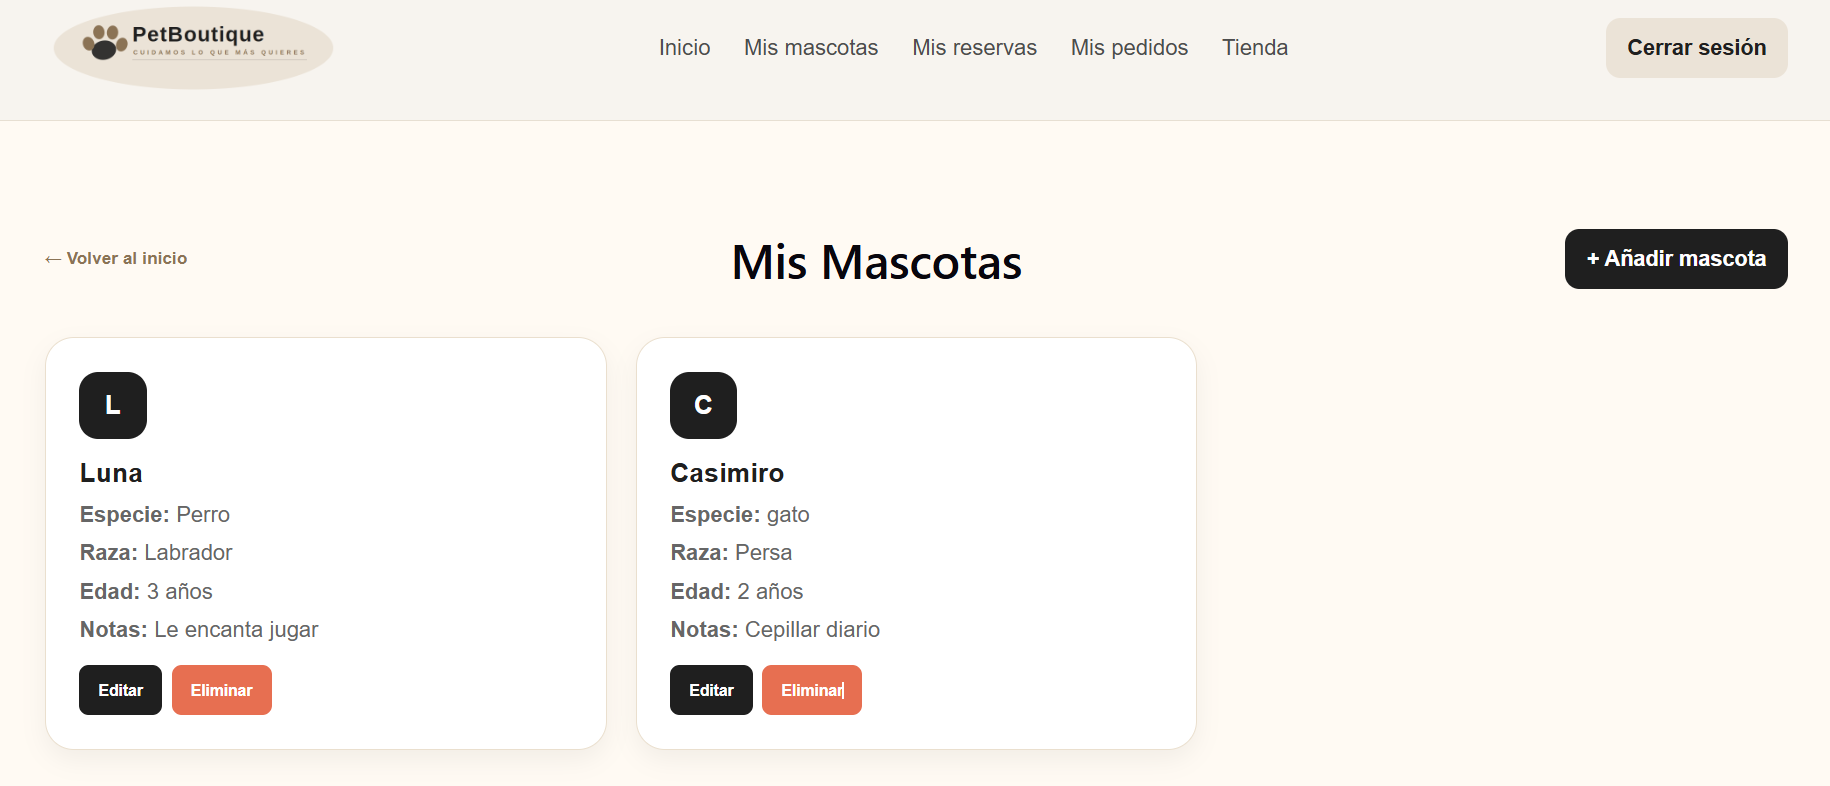 PetBoutique
CUIDAMOS LO QUE MÁS QUIERES
Inicio
Mis mascotas
Mis reservas
Mis pedidos
Tienda
Cerrar sesión
← Volver al inicio
Mis Mascotas
+ Añadir mascota
L
Luna
Especie: Perro
Raza: Labrador
Edad: 3 años
Notas: Le encanta jugar
Editar
Eliminar
C
Casimiro
Especie: gato
Raza: Persa
Edad: 2 años
Notas: Cepillar diario
Editar
Eliminar